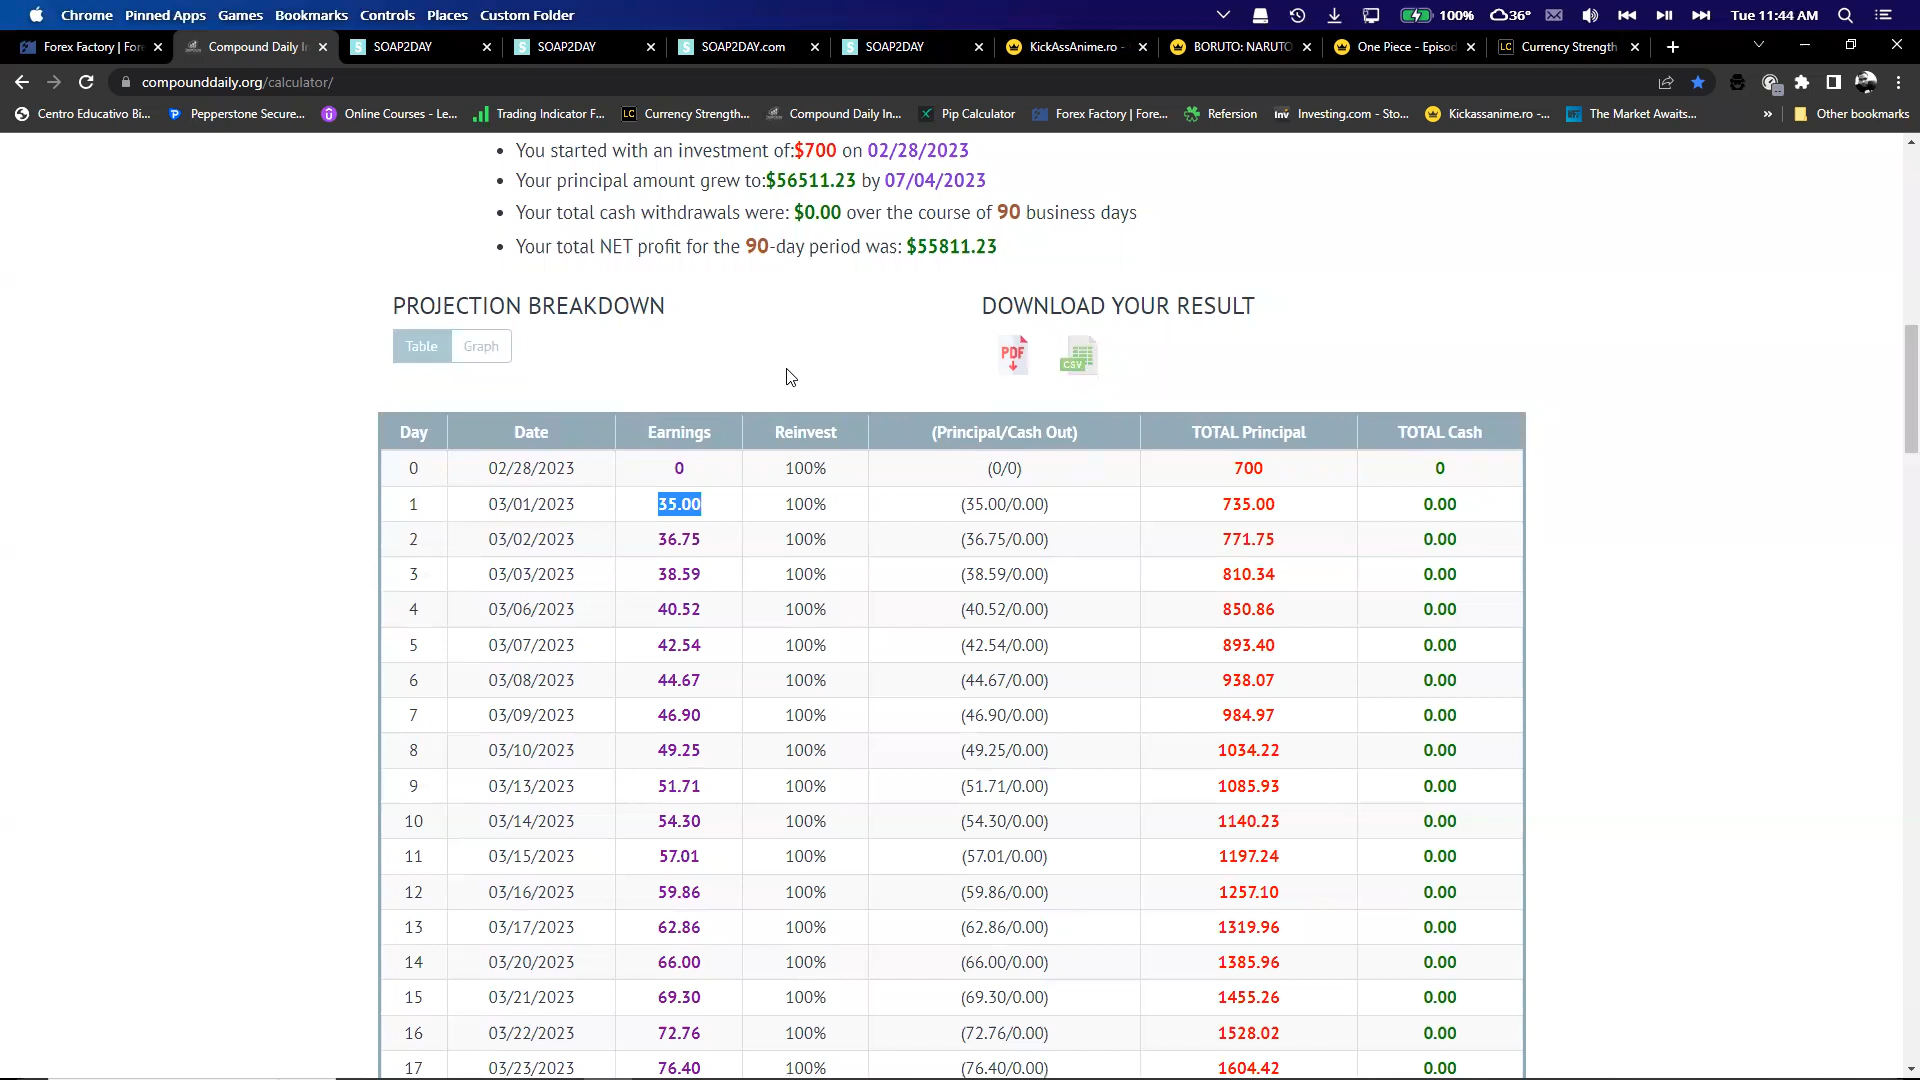 Chrome Pinned Apps Games Bookmarks Controls Places Custom Folder 100% 36° Tue 11:44 AM
Forex Factory | Fore Compound Daily I SOAP2DAY SOAP2DAY SOAP2DAY.com SOAP2DAY KickAssAnime.ro - BORUTO: NARUTO One Piece - Episod Currency Strength
compounddaily.org/calculator/
Centro Educativo Bi... Pepperstone Secure... Online Courses - Le... Trading Indicator F... Currency Strength... Compound Daily In... Pip Calculator Forex Factory | Fore... Refersion Investing.com - Sto... Kickassanime.ro -... The Market Awaits... » Other bookmarks
• You started with an investment of:$700 on 02/28/2023
• Your principal amount grew to:$56511.23 by 07/04/2023
• Your total cash withdrawals were: $0.00 over the course of 90 business days
• Your total NET profit for the 90-day period was: $55811.23
PROJECTION BREAKDOWN DOWNLOAD YOUR RESULT
Table Graph PDF CSV
Day Date Earnings Reinvest (Principal/Cash Out) TOTAL Principal TOTAL Cash
0 02/28/2023 0 100% (0/0) 700 0
1 03/01/2023 35.00 100% (35.00/0.00) 735.00 0.00
2 03/02/2023 36.75 100% (36.75/0.00) 771.75 0.00
3 03/03/2023 38.59 100% (38.59/0.00) 810.34 0.00
4 03/06/2023 40.52 100% (40.52/0.00) 850.86 0.00
5 03/07/2023 42.54 100% (42.54/0.00) 893.40 0.00
6 03/08/2023 44.67 100% (44.67/0.00) 938.07 0.00
7 03/09/2023 46.90 100% (46.90/0.00) 984.97 0.00
8 03/10/2023 49.25 100% (49.25/0.00) 1034.22 0.00
9 03/13/2023 51.71 100% (51.71/0.00) 1085.93 0.00
10 03/14/2023 54.30 100% (54.30/0.00) 1140.23 0.00
11 03/15/2023 57.01 100% (57.01/0.00) 1197.24 0.00
12 03/16/2023 59.86 100% (59.86/0.00) 1257.10 0.00
13 03/17/2023 62.86 100% (62.86/0.00) 1319.96 0.00
14 03/20/2023 66.00 100% (66.00/0.00) 1385.96 0.00
15 03/21/2023 69.30 100% (69.30/0.00) 1455.26 0.00
16 03/22/2023 72.76 100% (72.76/0.00) 1528.02 0.00
17 03/23/2023 76.40 100% (76.40/0.00) 1604.42 0.00